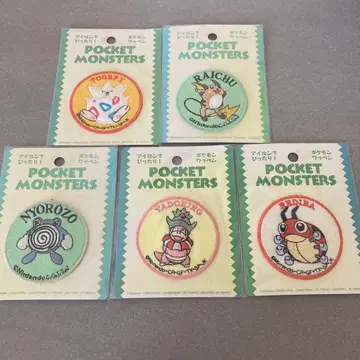 アイロンで
ぴったり!
ポケモン
ワッペン
POCKET
MONSTERS
TOGEPY
アイロンで
ぴったり!
ポケモン
ワッペン
POCKET
MONSTERS
RAICHU
アイロンで
ぴったり!
ポケモン
ワッペン
POCKET
MONSTERS
NYOROZO
アイロンで
ぴったり!
ポケモン
ワッペン
POCKET
MONSTERS
YADOKING
アイロンで
ぴったり!
ポケモン
ワッペン
POCKET
MONSTERS
REDIBA